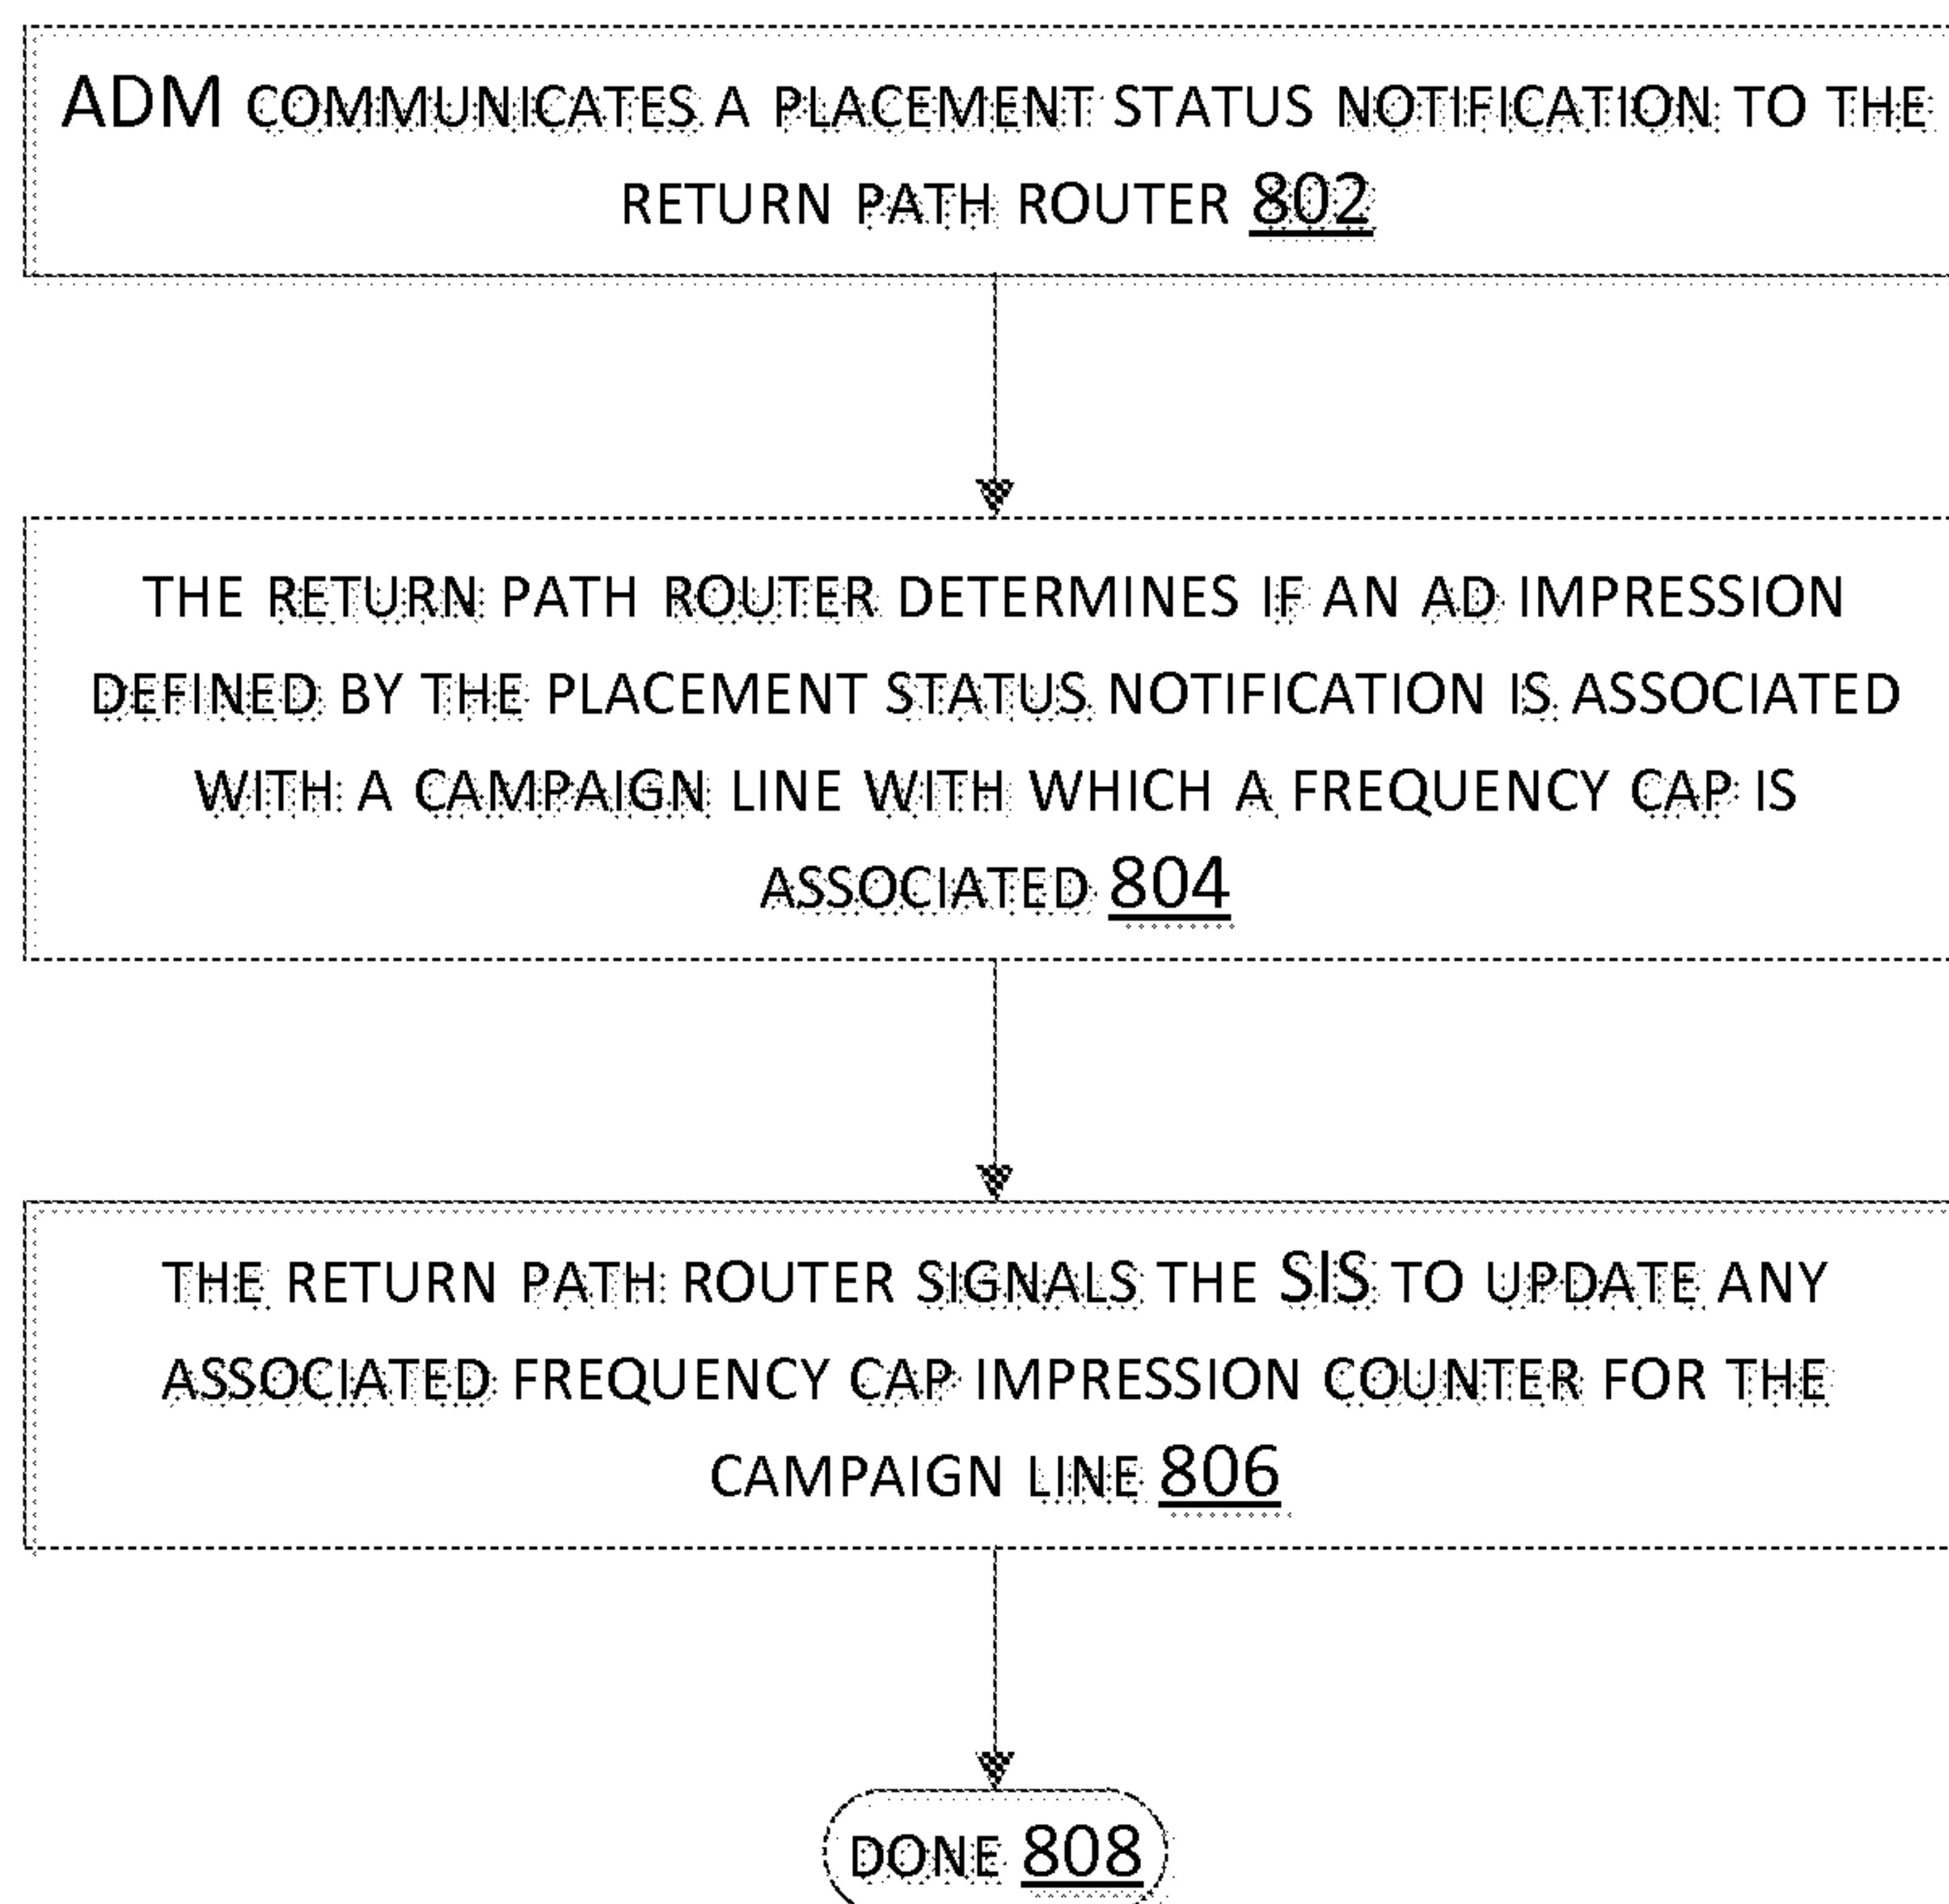 ADM COMMUNICATES A PLACEMENT STATUS NOTIFICATION TO THE
RETURN PATH ROUTER 802
THE RETURN PATH ROUTER DETERMINES IF AN AD IMPRESSION
DEFINED BY THE PLACEMENT STATUS NOTIFICATION IS ASSOCIATED
WITH A CAMPAIGN LINE WITH WHICH A FREQUENCY CAP IS
ASSOCIATED 804
THE RETURN PATH ROUTER SIGNALS THE SIS TO UPDATE ANY
ASSOCIATED FREQUENCY CAP IMPRESSION COUNTER FOR THE
CAMPAIGN LINE 806
DONE 808